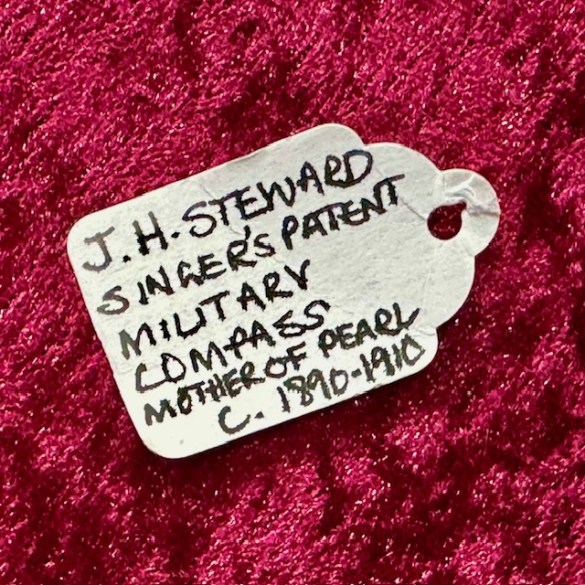 J.H. STEWARD
SINGER'S PATENT
MILITARY
COMPASS
MOTHER OF PEARL
C. 1890-1910